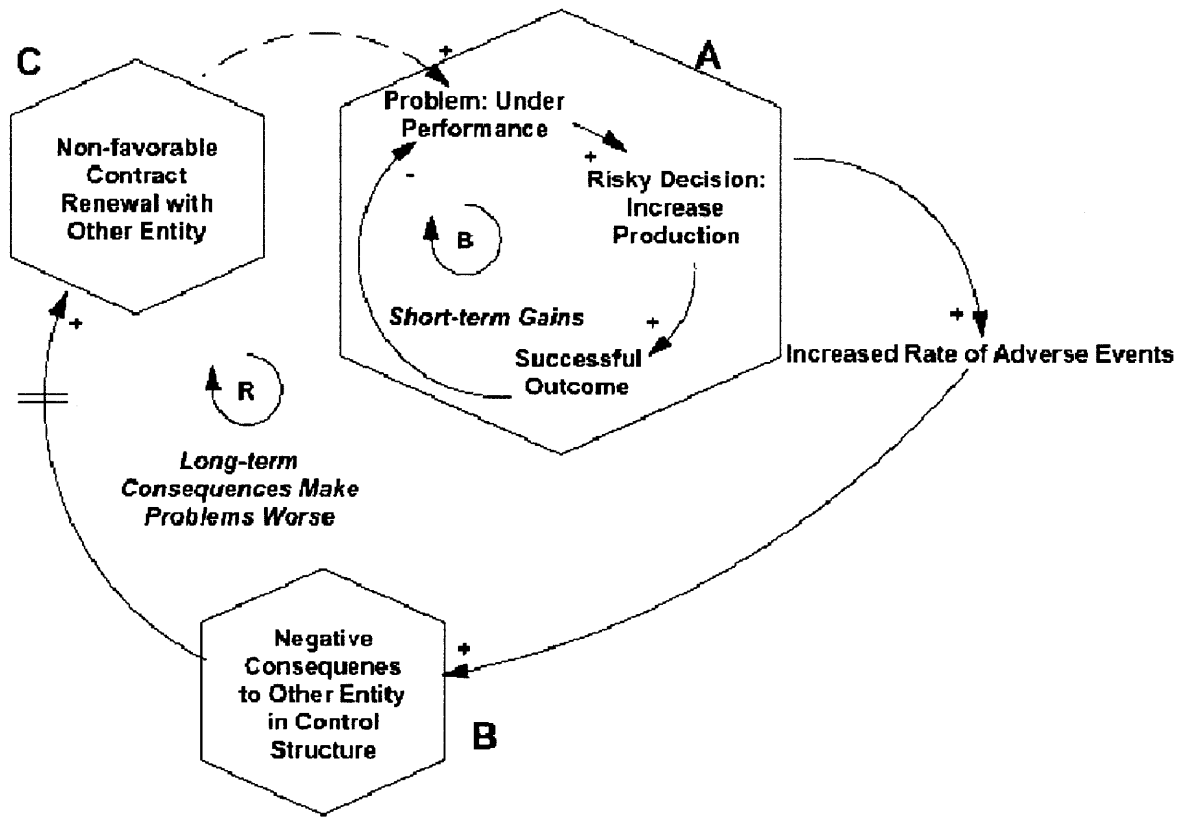 C
Non-favorable
Contract
Renewal with
Other Entity
+
A
Problem: Under
Performance
+
Risky Decision:
Increase
Production
-
B
Short-term Gains
+
Successful
Outcome
+
Increased Rate of Adverse Events
+
R
Long-term
Consequences Make
Problems Worse
Negative
Consequenes
to Other Entity
in Control
Structure
+
B